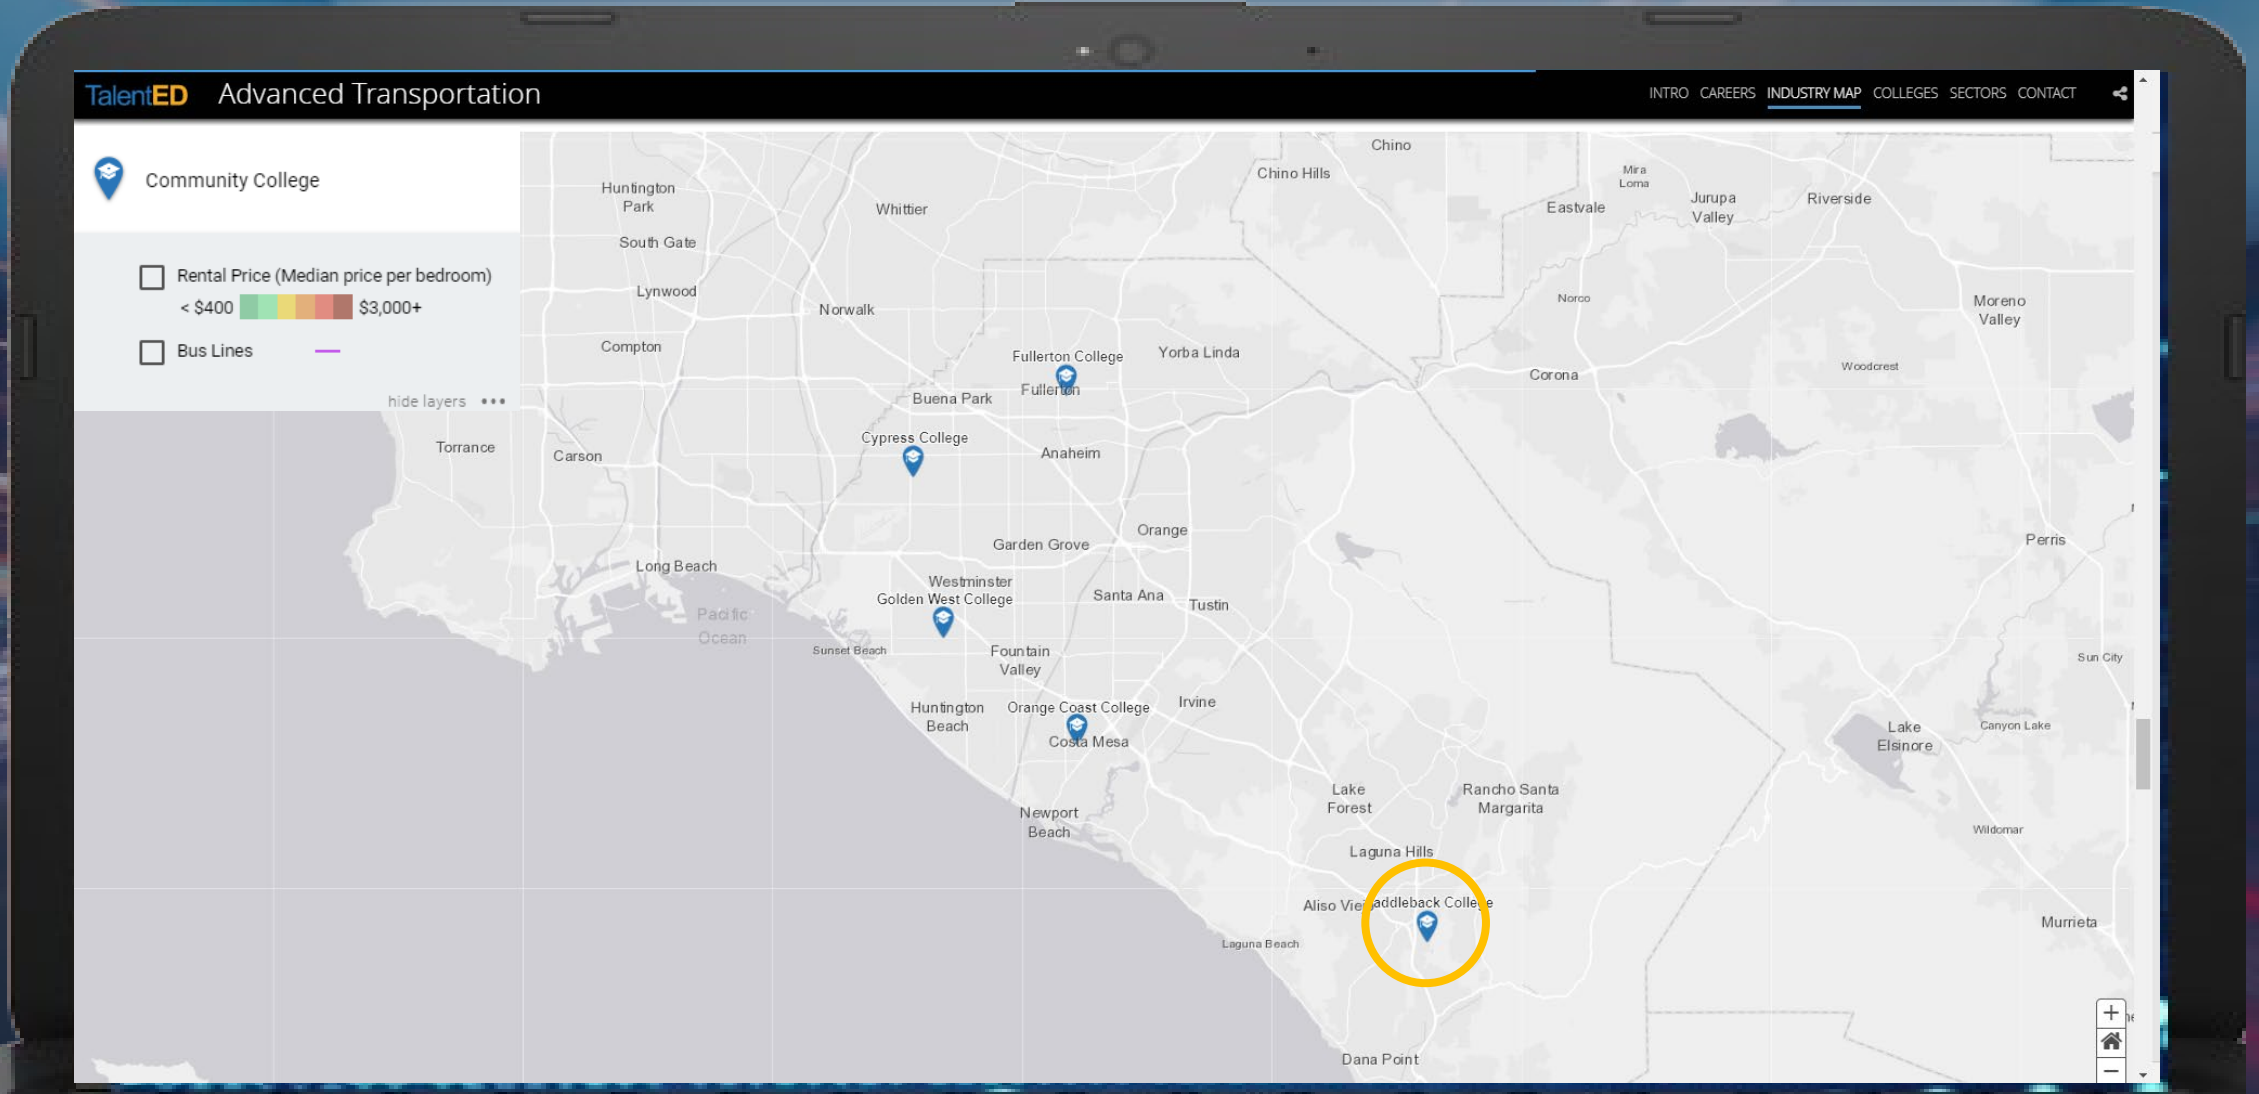 TalentED Advanced Transportation
INTRO CAREERS INDUSTRY MAP COLLEGES SECTORS CONTACT
Community College
Rental Price (Median price per bedroom)
< $400 $3,000+
Bus Lines
hide layers •••
Chino
Chino Hills
Mira
Loma
Huntington
Park
Jurupa
Valley
Riverside
Eastvale
Whittier
South Gate
Lynwood
Norco
Moreno
Valley
Norwalk
Compton
Fullerton College
Yorba Linda
Woodcrest
Corona
Fullerton
Buena Park
Cypress College
Torrance
Carson
Anaheim
Orange
Garden Grove
Perris
Long Beach
Westminster
Golden West College
Santa Ana
Tustin
Pacific
Ocean
Sunset Beach
Fountain
Valley
Sun City
Irvine
Huntington
Beach
Orange Coast College
Costa Mesa
Lake
Elsinore
Canyon Lake
Lake
Forest
Rancho Santa
Margarita
Newport
Beach
Wildomar
Laguna Hills
Aliso Vie
addleback College
Murrieta
Laguna Beach
Dana Point
+
−